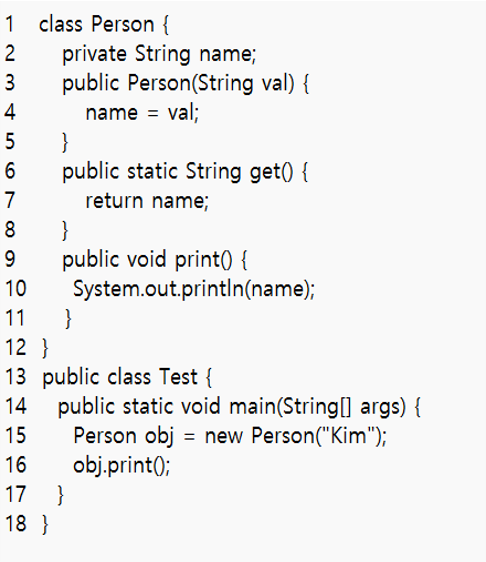 1 class Person {
2 private String name;
3 public Person(String val) {
4 name = val;
5 }
6 public static String get() {
7 return name;
8 }
9 public void print() {
10 System.out.println(name);
11 }
12 }
13 public class Test {
14 public static void main(String[] args) {
15 Person obj = new Person("Kim");
16 obj.print();
17 }
18 }